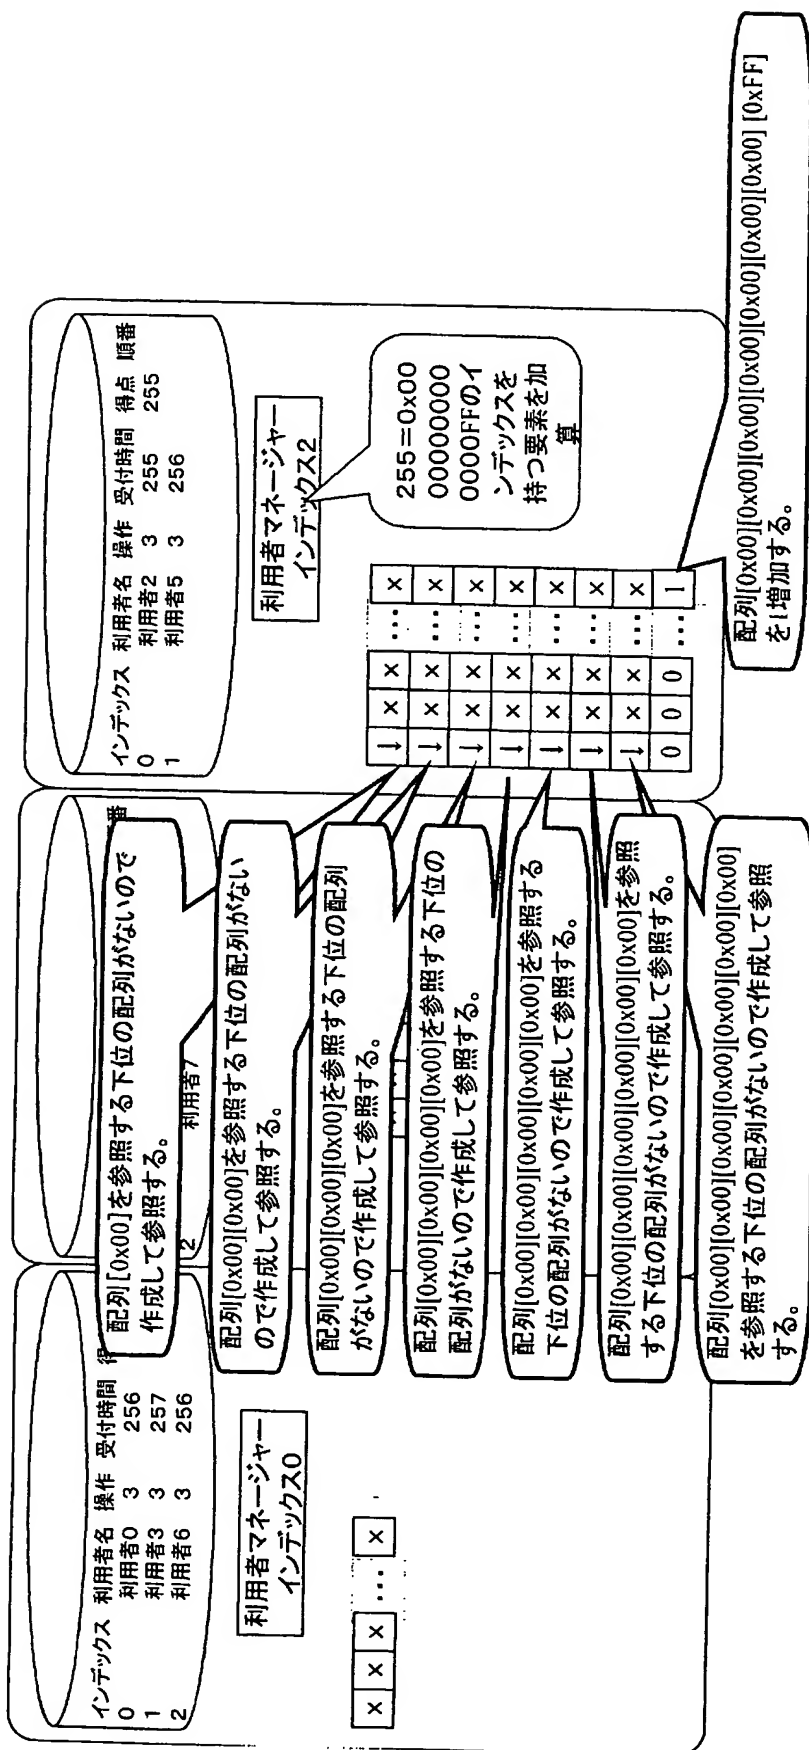 インデックス 利用者名 操作 受付時間 得
0 利用者0 3 256
1 利用者3 3 257
2 利用者6 3 256
利用者マネージャー
インデックス0
× × × … ×
番
2 利用者7
配列[0x00]を参照する下位の配列がないので
作成して参照する。
配列[0x00][0x00]を参照する下位の配列がない
ので作成して参照する。
配列[0x00][0x00][0x00]を参照する下位の配列
がないので作成して参照する。
配列[0x00][0x00][0x00][0x00]を参照する下位の
配列がないので作成して参照する。
配列[0x00][0x00][0x00][0x00][0x00]を参照する
下位の配列がないので作成して参照する。
配列[0x00][0x00][0x00][0x00][0x00][0x00]を参照
する下位の配列がないので作成して参照する。
配列[0x00][0x00][0x00][0x00][0x00][0x00][0x00]
を参照する下位の配列がないので作成して参照
する。
インデックス 利用者名 操作 受付時間 得点 順番
0 利用者2 3 255 255
1 利用者5 3 256
利用者マネージャー
インデックス2
255=0x00
00000000
0000FFのイ
ンデックスを
持つ要素を加
算
↓ × × … ×
↓ × × … ×
↓ × × … ×
↓ × × … ×
↓ × × … ×
↓ × × … ×
↓ × × … ×
0 0 0 … 1
配列[0x00][0x00][0x00][0x00][0x00][0x00][0x00] [0xFF]
を1増加する。